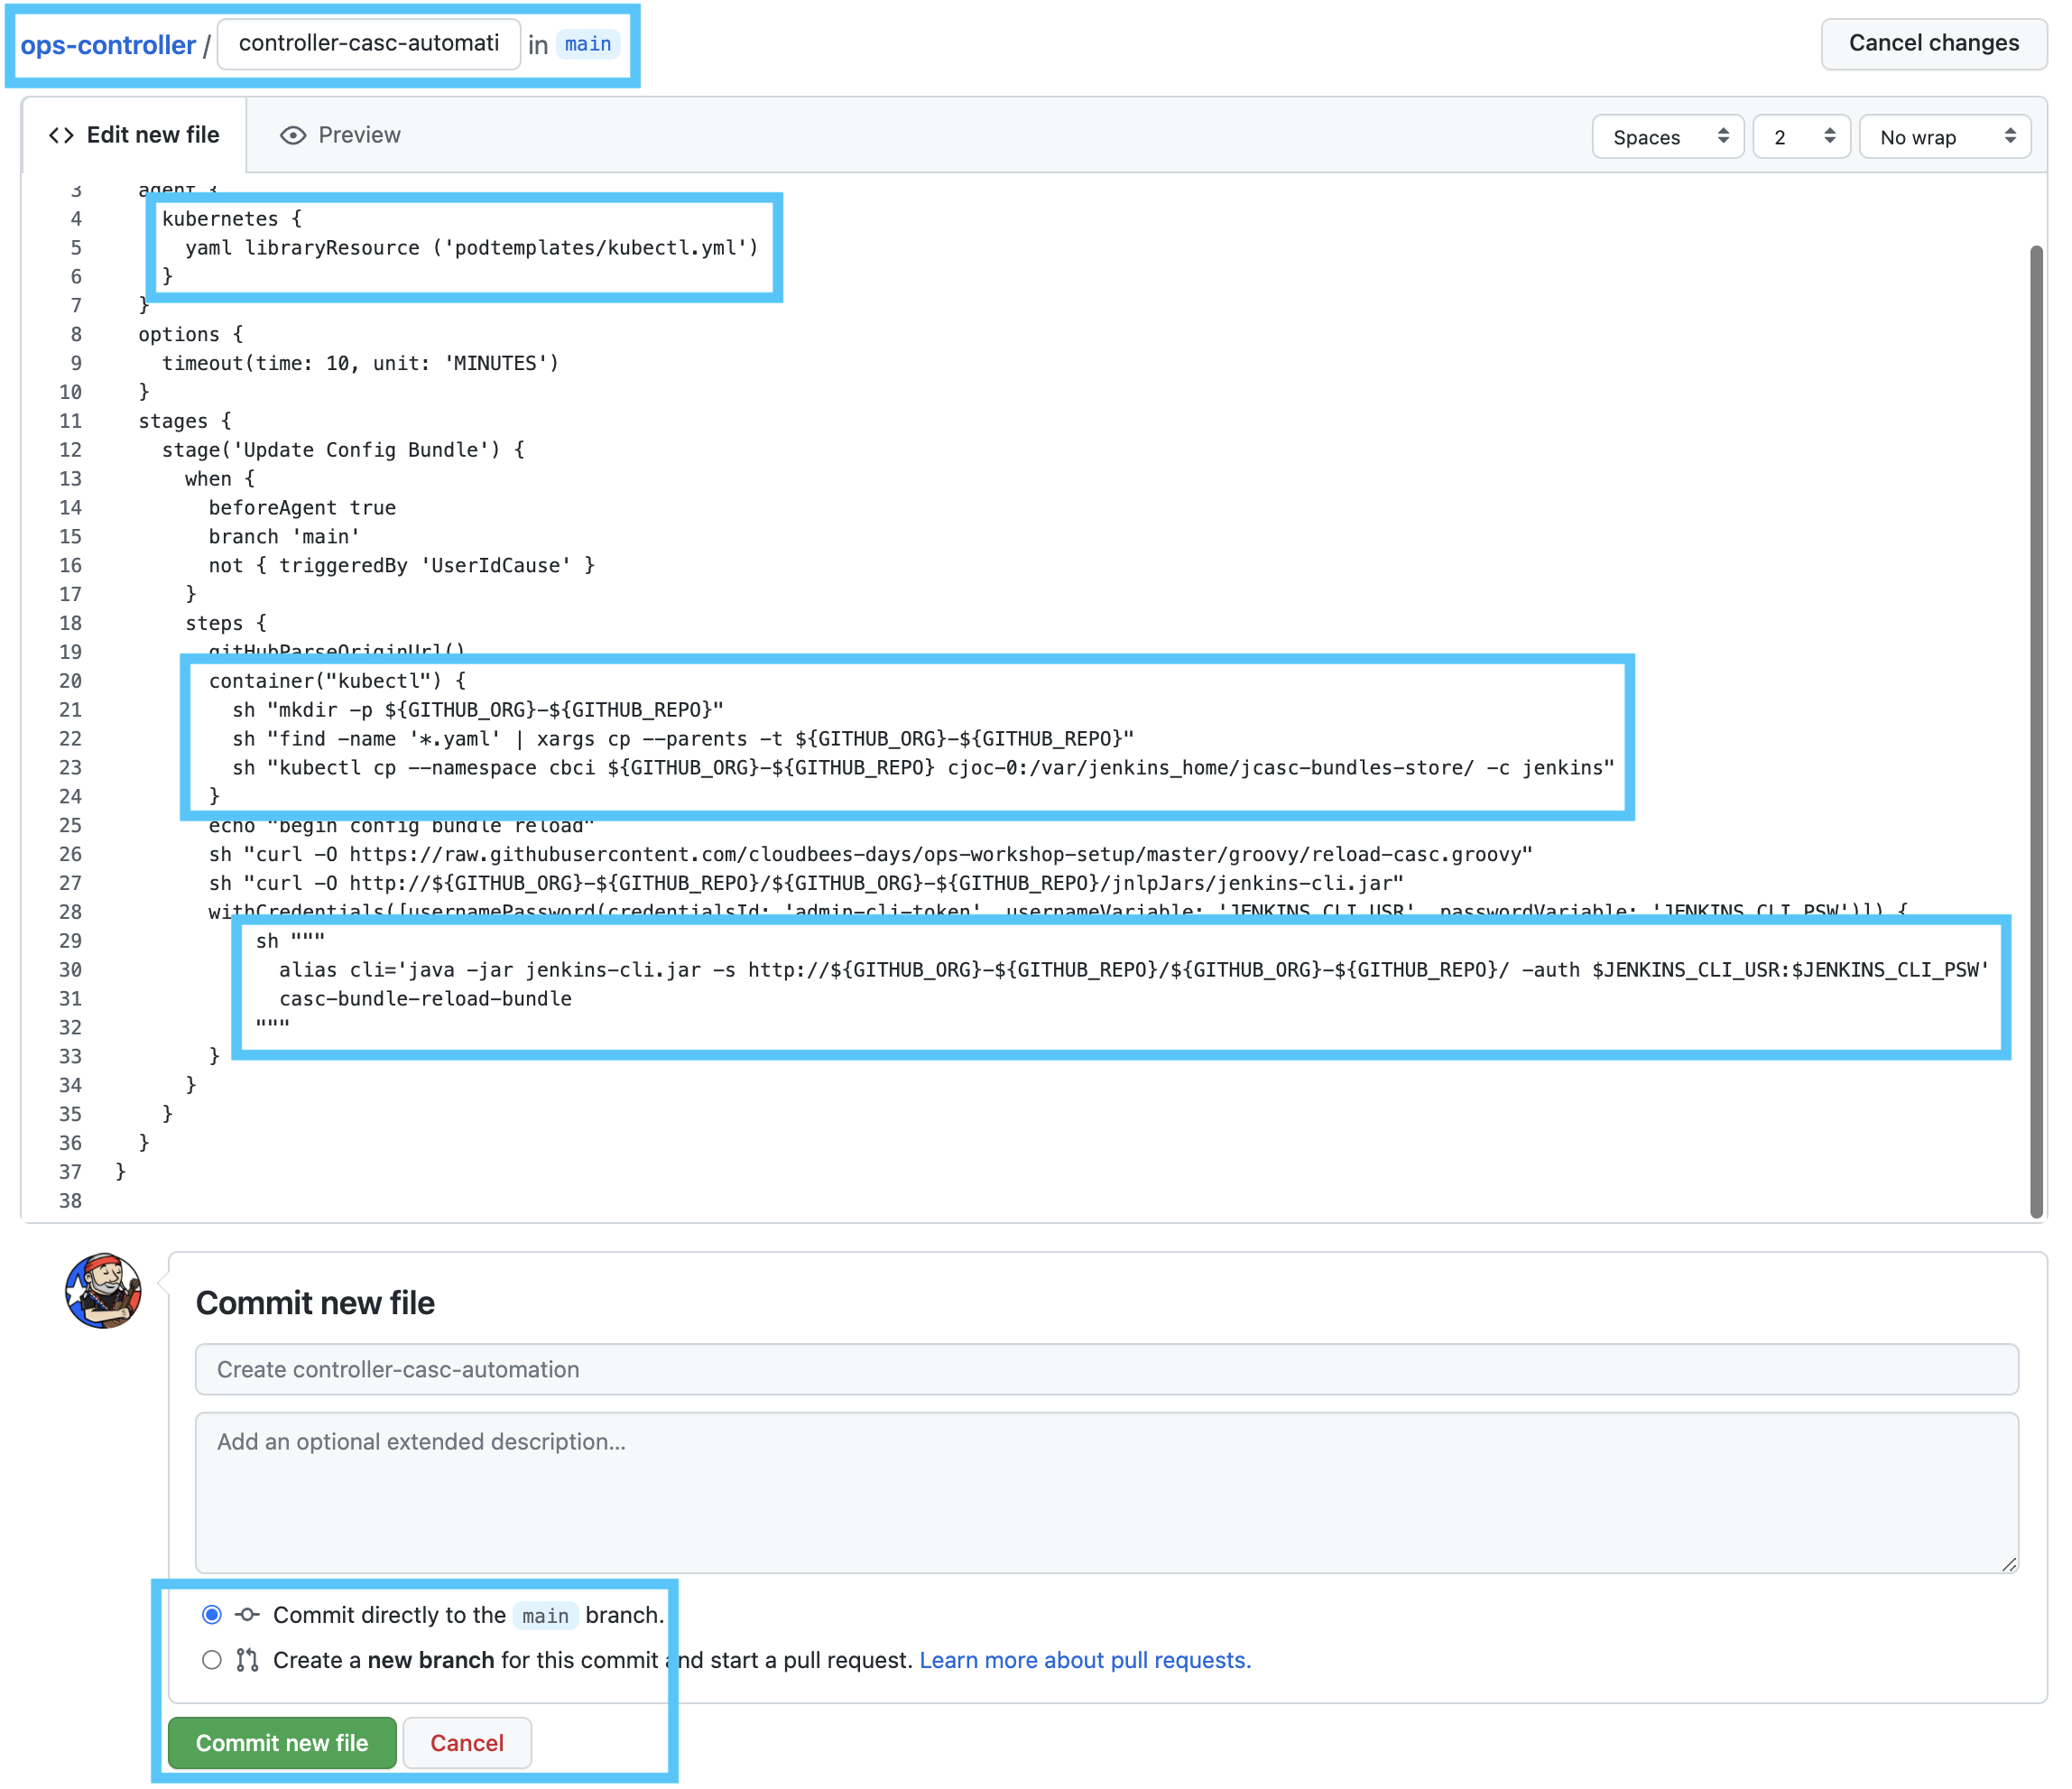 ops-controller / controller-casc-automati in main
Cancel changes
Edit new file
Preview
Spaces
2
No wrap
3 agent {
4 kubernetes {
5 yaml libraryResource ('podtemplates/kubectl.yml')
6 }
7 }
8 options {
9 timeout(time: 10, unit: 'MINUTES')
10 }
11 stages {
12 stage('Update Config Bundle') {
13 when {
14 beforeAgent true
15 branch 'main'
16 not { triggeredBy 'UserIdCause' }
17 }
18 steps {
19 gitHubParseOriginUrl()
20 container("kubectl") {
21 sh "mkdir -p ${GITHUB_ORG}-${GITHUB_REPO}"
22 sh "find -name '*.yaml' | xargs cp --parents -t ${GITHUB_ORG}-${GITHUB_REPO}"
23 sh "kubectl cp --namespace cbci ${GITHUB_ORG}-${GITHUB_REPO} cjoc-0:/var/jenkins_home/jcasc-bundles-store/ -c jenkins"
24 }
25 echo "begin config bundle reload"
26 sh "curl -O https://raw.githubusercontent.com/cloudbees-days/ops-workshop-setup/master/groovy/reload-casc.groovy"
27 sh "curl -O http://${GITHUB_ORG}-${GITHUB_REPO}/${GITHUB_ORG}-${GITHUB_REPO}/jnlpJars/jenkins-cli.jar"
28 withCredentials([usernamePassword(credentialsId: 'admin-cli-token', usernameVariable: 'JENKINS_CLI_USR', passwordVariable: 'JENKINS_CLI_PSW')]) {
29 sh """
30 alias cli='java -jar jenkins-cli.jar -s http://${GITHUB_ORG}-${GITHUB_REPO}/${GITHUB_ORG}-${GITHUB_REPO}/ -auth $JENKINS_CLI_USR:$JENKINS_CLI_PSW'
31 casc-bundle-reload-bundle
32 """
33 }
34 }
35 }
36 }
37 }
38
Commit new file
Create controller-casc-automation
Add an optional extended description...
Commit directly to the main branch.
Create a new branch for this commit and start a pull request. Learn more about pull requests.
Commit new file
Cancel